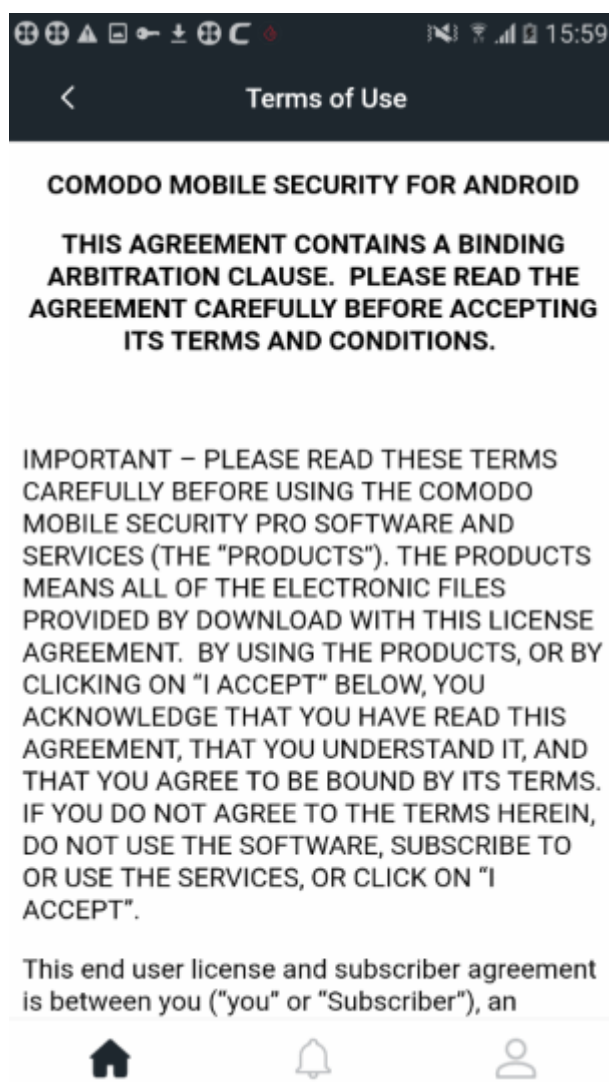 15:59
Terms of Use
COMODO MOBILE SECURITY FOR ANDROID
THIS AGREEMENT CONTAINS A BINDING
ARBITRATION CLAUSE.  PLEASE READ THE
AGREEMENT CAREFULLY BEFORE ACCEPTING
ITS TERMS AND CONDITIONS.
IMPORTANT – PLEASE READ THESE TERMS
CAREFULLY BEFORE USING THE COMODO
MOBILE SECURITY PRO SOFTWARE AND
SERVICES (THE “PRODUCTS”). THE PRODUCTS
MEANS ALL OF THE ELECTRONIC FILES
PROVIDED BY DOWNLOAD WITH THIS LICENSE
AGREEMENT.  BY USING THE PRODUCTS, OR BY
CLICKING ON “I ACCEPT” BELOW, YOU
ACKNOWLEDGE THAT YOU HAVE READ THIS
AGREEMENT, THAT YOU UNDERSTAND IT, AND
THAT YOU AGREE TO BE BOUND BY ITS TERMS.
IF YOU DO NOT AGREE TO THE TERMS HEREIN,
DO NOT USE THE SOFTWARE, SUBSCRIBE TO
OR USE THE SERVICES, OR CLICK ON “I
ACCEPT”.
This end user license and subscriber agreement
is between you (“you” or “Subscriber”), an